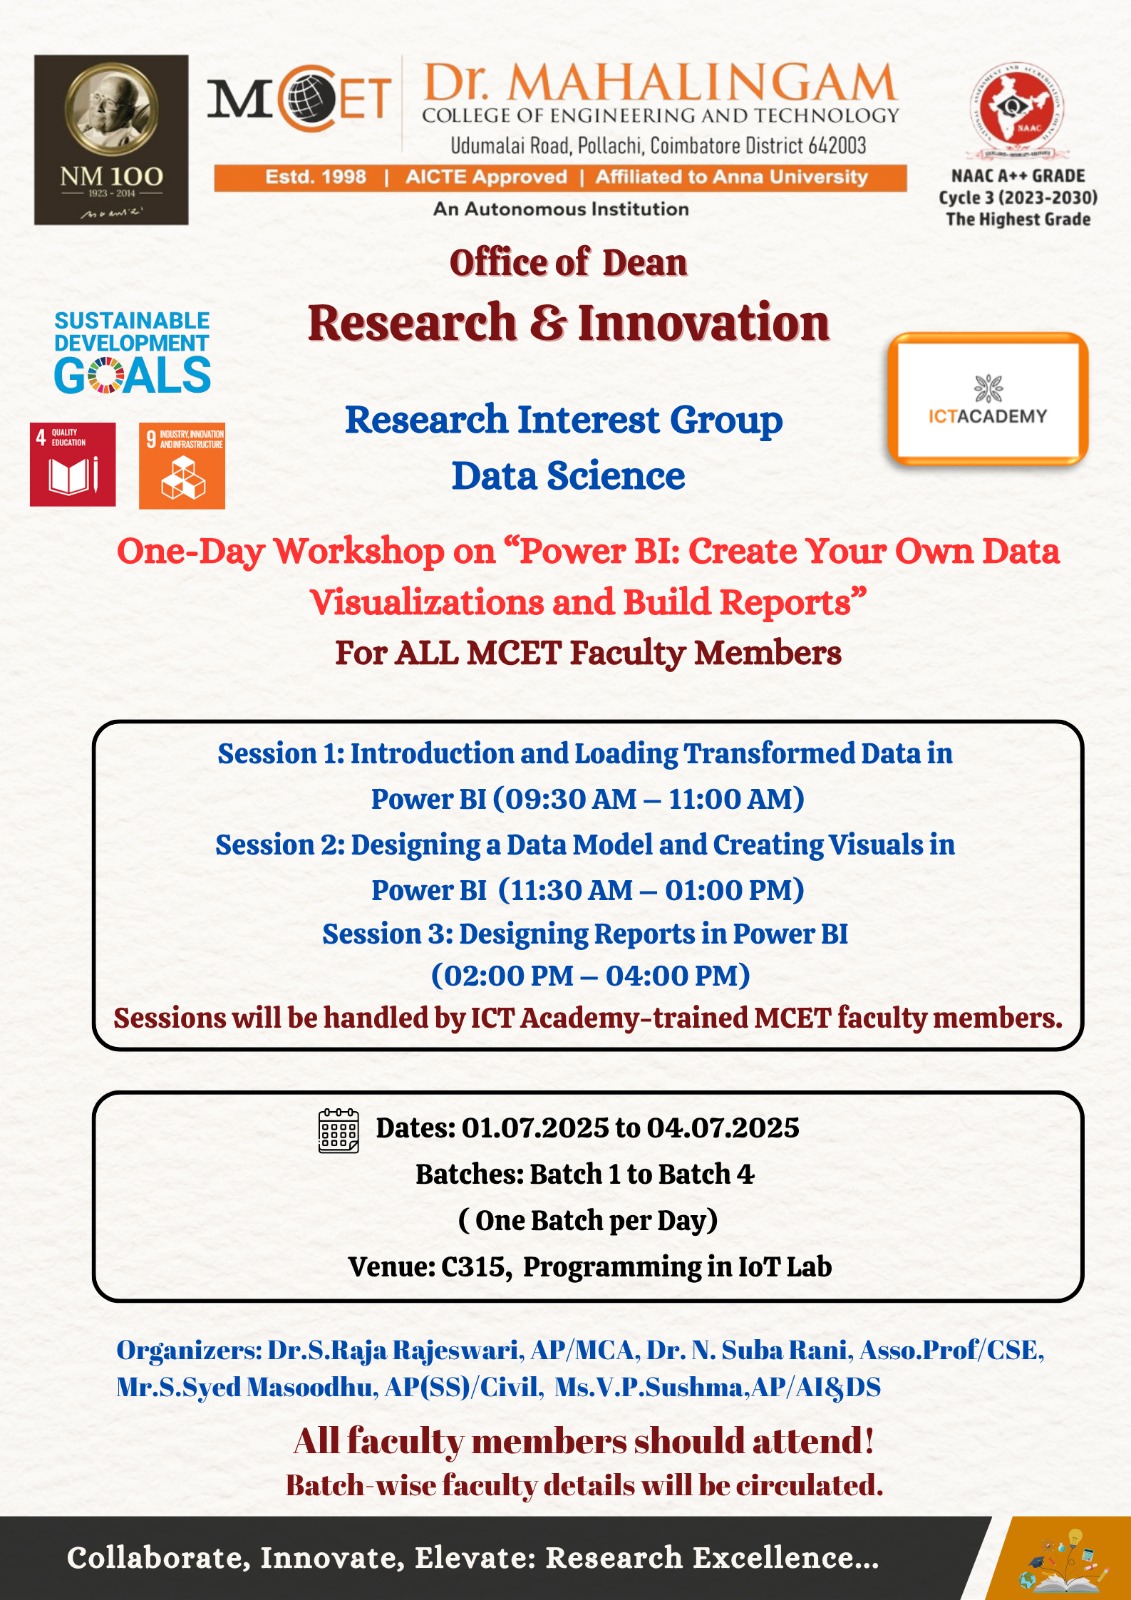 NM 100
1923 - 2014
MCET
Dr. MAHALINGAM
COLLEGE OF ENGINEERING AND TECHNOLOGY
Udumalai Road, Pollachi, Coimbatore District 642003
Estd. 1998 | AICTE Approved | Affiliated to Anna University
An Autonomous Institution
NAAC
NAAC A++ GRADE
Cycle 3 (2023-2030)
The Highest Grade
Office of Dean
Research & Innovation
SUSTAINABLE
DEVELOPMENT
GOALS
4 QUALITY
EDUCATION
9 INDUSTRY, INNOVATION
AND INFRASTRUCTURE
ICTACADEMY
Research Interest Group
Data Science
One-Day Workshop on “Power BI: Create Your Own Data
Visualizations and Build Reports”
For ALL MCET Faculty Members
Session 1: Introduction and Loading Transformed Data in
Power BI (09:30 AM – 11:00 AM)
Session 2: Designing a Data Model and Creating Visuals in
Power BI (11:30 AM – 01:00 PM)
Session 3: Designing Reports in Power BI
(02:00 PM – 04:00 PM)
Sessions will be handled by ICT Academy-trained MCET faculty members.
Dates: 01.07.2025 to 04.07.2025
Batches: Batch 1 to Batch 4
( One Batch per Day)
Venue: C315, Programming in IoT Lab
Organizers: Dr.S.Raja Rajeswari, AP/MCA, Dr. N. Suba Rani, Asso.Prof/CSE,
Mr.S.Syed Masoodhu, AP(SS)/Civil, Ms.V.P.Sushma,AP/AI&DS
All faculty members should attend!
Batch-wise faculty details will be circulated.
Collaborate, Innovate, Elevate: Research Excellence...